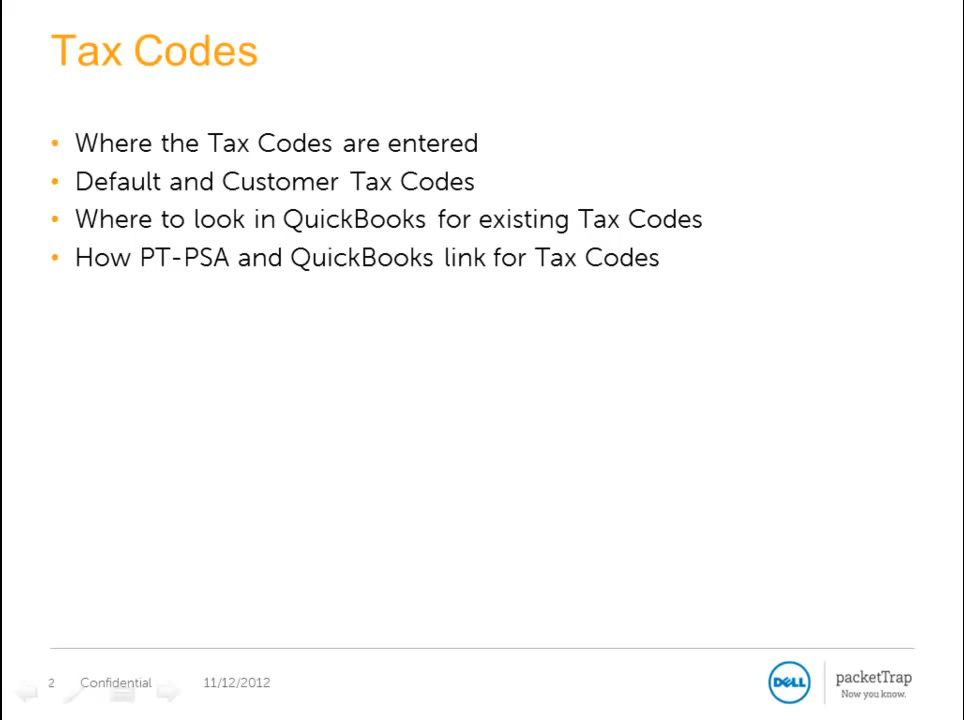 Tax Codes
• Where the Tax Codes are entered
• Default and Customer Tax Codes
• Where to look in QuickBooks for existing Tax Codes
• How PT-PSA and QuickBooks link for Tax Codes
2 Confidential 11/12/2012
DELL
packetTrap
Now you know.